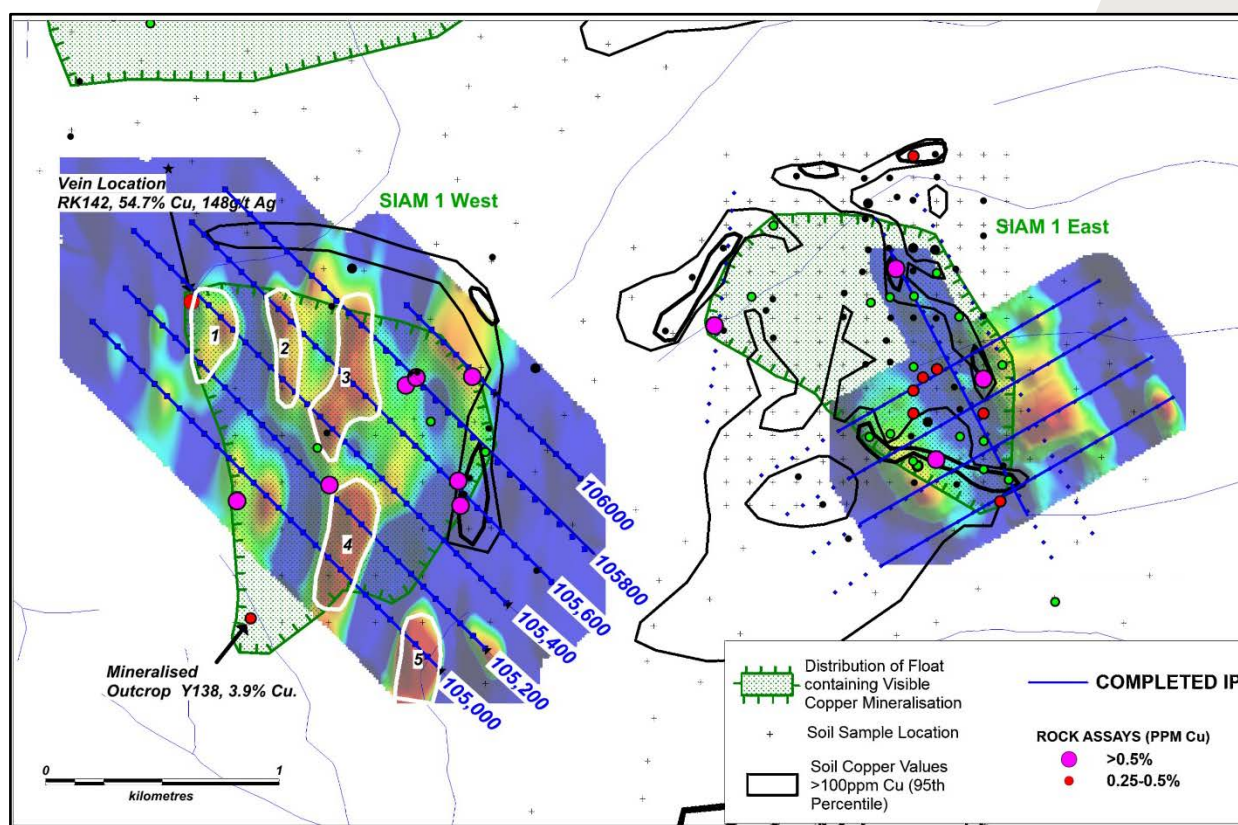 SIAM 1 West
Vein Location
RK142, 54.7% Cu, 148g/t Ag
SIAM 1 East
1
2
3
4
5
106000
105800
105,600
105,400
105,200
105,000
Mineralised
Outcrop Y138, 3.9% Cu.
0 1
kilometres
Distribution of Float
containing Visible
Copper Mineralisation
Soil Sample Location
Soil Copper Values
>100ppm Cu (95th
Percentile)
COMPLETED IP
ROCK ASSAYS (PPM Cu)
>0.5%
0.25-0.5%